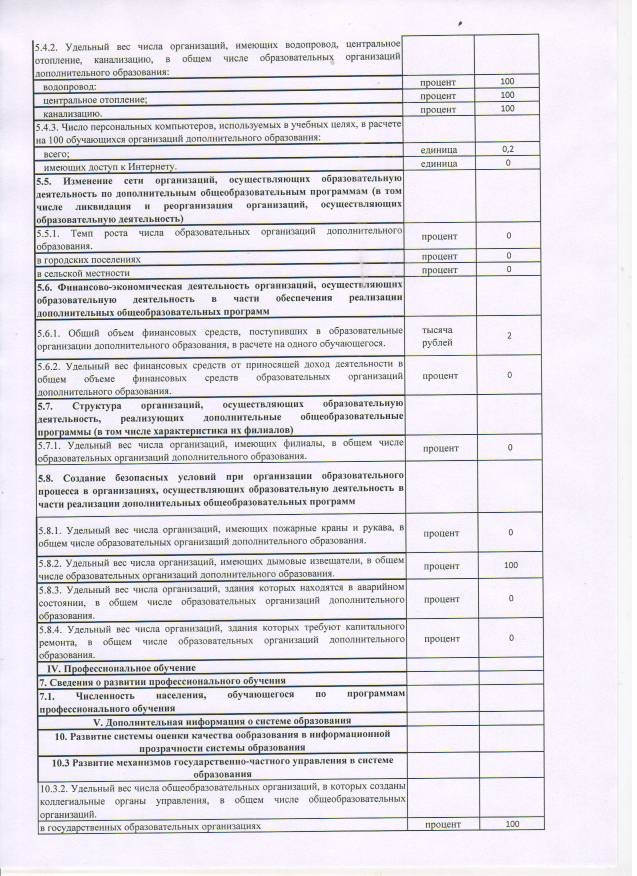 5.4.2. Удельный вес числа организаций, имеющих водопровод, центральное
отопление, канализацию, в общем числе образовательных организаций
дополнительного образования:
водопровод: процент 100
центральное отопление; процент 100
канализацию. процент 100
5.4.3. Число персональных компьютеров, используемых в учебных целях, в расчете
на 100 обучающихся организаций дополнительного образования:
всего; единица 0,2
имеющих доступ к Интернету. единица 0
5.5. Изменение сети организаций, осуществляющих образовательную
деятельность по дополнительным общеобразовательным программам (в том
числе ликвидация и реорганизация организаций, осуществляющих
образовательную деятельность)
5.5.1. Темп роста числа образовательных организаций дополнительного
образования. процент 0
в городских поселениях процент 0
в сельской местности процент 0
5.6. Финансово-экономическая деятельность организаций, осуществляющих
образовательную деятельность в части обеспечения реализации
дополнительных общеобразовательных программ
5.6.1. Общий объем финансовых средств, поступивших в образовательные
организации дополнительного образования, в расчете на одного обучающегося.
тысяча
рублей
2
5.6.2. Удельный вес финансовых средств от приносящей доход деятельности в
общем объеме финансовых средств образовательных организаций
дополнительного образования.
процент 0
5.7. Структура организаций, осуществляющих образовательную
деятельность, реализующих дополнительные общеобразовательные
программы (в том числе характеристика их филиалов)
5.7.1. Удельный вес числа организаций, имеющих филиалы, в общем числе
образовательных организаций дополнительного образования.
процент 0
5.8. Создание безопасных условий при организации образовательного
процесса в организациях, осуществляющих образовательную деятельность в
части реализации дополнительных общеобразовательных программ
5.8.1. Удельный вес числа организаций, имеющих пожарные краны и рукава, в
общем числе образовательных организаций дополнительного образования.
процент 0
5.8.2. Удельный вес числа организаций, имеющих дымовые извещатели, в общем
числе образовательных организаций дополнительного образования.
процент 100
5.8.3. Удельный вес числа организаций, здания которых находятся в аварийном
состоянии, в общем числе образовательных организаций дополнительного
образования.
процент 0
5.8.4. Удельный вес числа организаций, здания которых требуют капитального
ремонта, в общем числе образовательных организаций дополнительного
образования.
процент 0
IV. Профессиональное обучение
7. Сведения о развитии профессионального обучения
7.1. Численность населения, обучающегося по программам
профессионального обучения
V. Дополнительная информация о системе образования
10. Развитие системы оценки качества ообразования в информационной
прозрачности системы образования
10.3 Развитие механизмов государственно-частного управления в системе
образования
10.3.2. Удельный вес числа общеобразовательных организаций, в которых созданы
коллегиальные органы управления, в общем числе общеобразовательных
организаций.
в государственных образовательных организациях процент 100